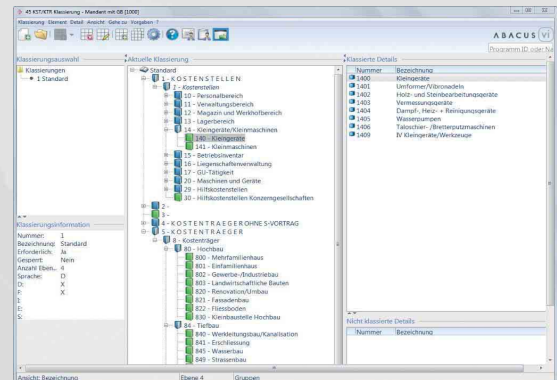 45 KST/KTR Klassierung - Mandant mit GB [1000]
Klassierung Element Detail Ansicht Gehe zu Vorgaben ?
ABACUS vi
Programm ID oder Na
Klassierungsauswahl
Klassierungen
1 Standard
Klassierungsinformation
Nummer: 1
Bezeichnung: Standard
Erforderlich: Ja
Gesperrt: Nein
Anzahl Eben.. 4
Sprache: D
D: X
F: X
I:
E:
S:
Aktuelle Klassierung
Standard
1 - K O S T E N S T E L L E N
1 - Kostenstellen
10 - Personalbereich
11 - Verwaltungsbereich
12 - Magazin und Werkhofbereich
13 - Lagerbereich
14 - Kleingeräte/Kleinmaschinen
140 - Kleingeräte
141 - Kleinmaschinen
15 - Betriebsinventar
16 - Liegenschaftenverwaltung
17 - GU-Tätigkeit
20 - Maschinen und Geräte
29 - Hilfskostenstellen
30 - Hilfskostenstellen Konzerngesellschaften
2 -
3 -
4 - K O S T E N T R A E G E R OHNE S-VORTRAG
5 - K O S T E N T R A E G E R
8 - Kostenträger
80 - Hochbau
800 - Mehrfamilienhaus
801 - Einfamilienhaus
802 - Gewerbe-/Industriebau
803 - Landwirtschaftliche Bauten
820 - Renovation/Umbau
821 - Fassadenbau
822 - Fliessboden
830 - Kleinbaustelle Hochbau
84 - Tiefbau
840 - Werkleitungsbau/Kanalisation
841 - Erschliessung
845 - Wasserbau
849 - Strassenbau
Klassierte Details
Nummer Bezeichnung
1400 Kleingeräte
1401 Umformer/Vibronadeln
1402 Holz- und Steinbearbeitungsgeräte
1403 Vermessungsgeräte
1404 Dampf-, Heiz- + Reinigungsgeräte
1405 Wasserpumpen
1406 Tatoschier- /Bretterputzmaschinen
1409 IV Kleingeräte/Werkzeuge
Nicht klassierte Details
Nummer Bezeichnung
Ansicht: Bezeichnung Ebene 4 Gruppen